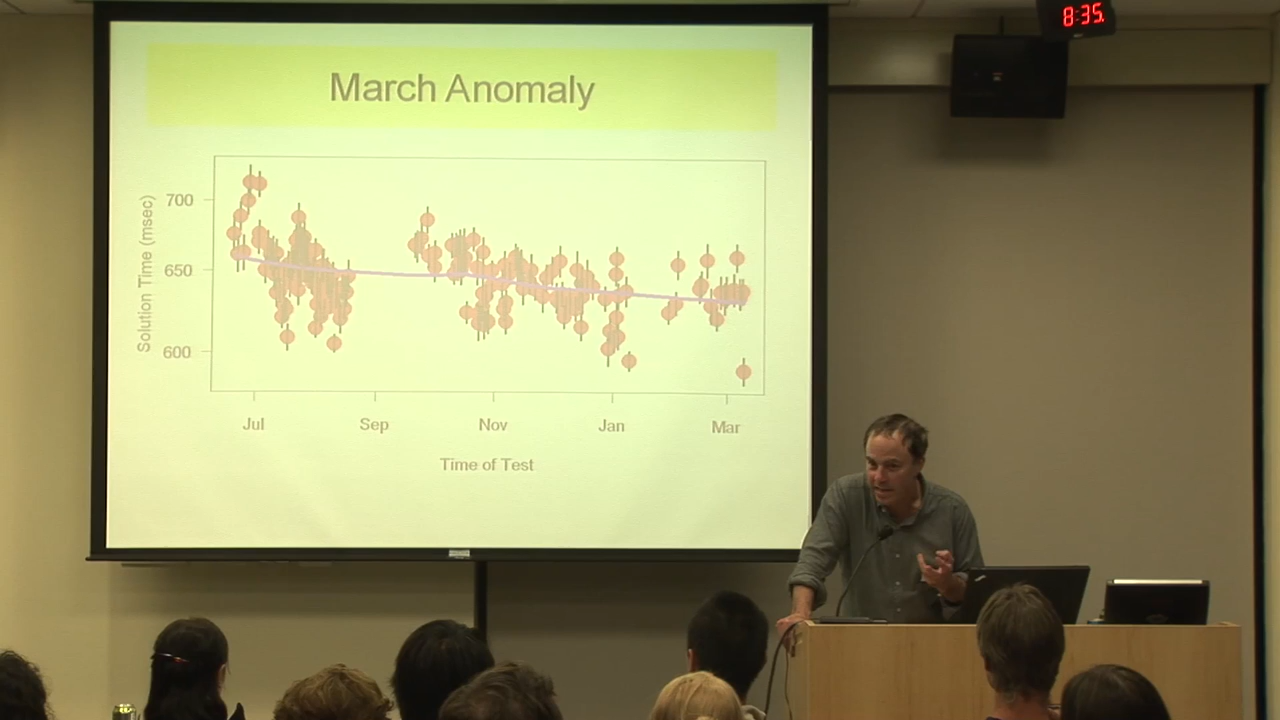 8:35.
March Anomaly
Solution Time (msec)
700
650
600
Jul Sep Nov Jan Mar
Time of Test